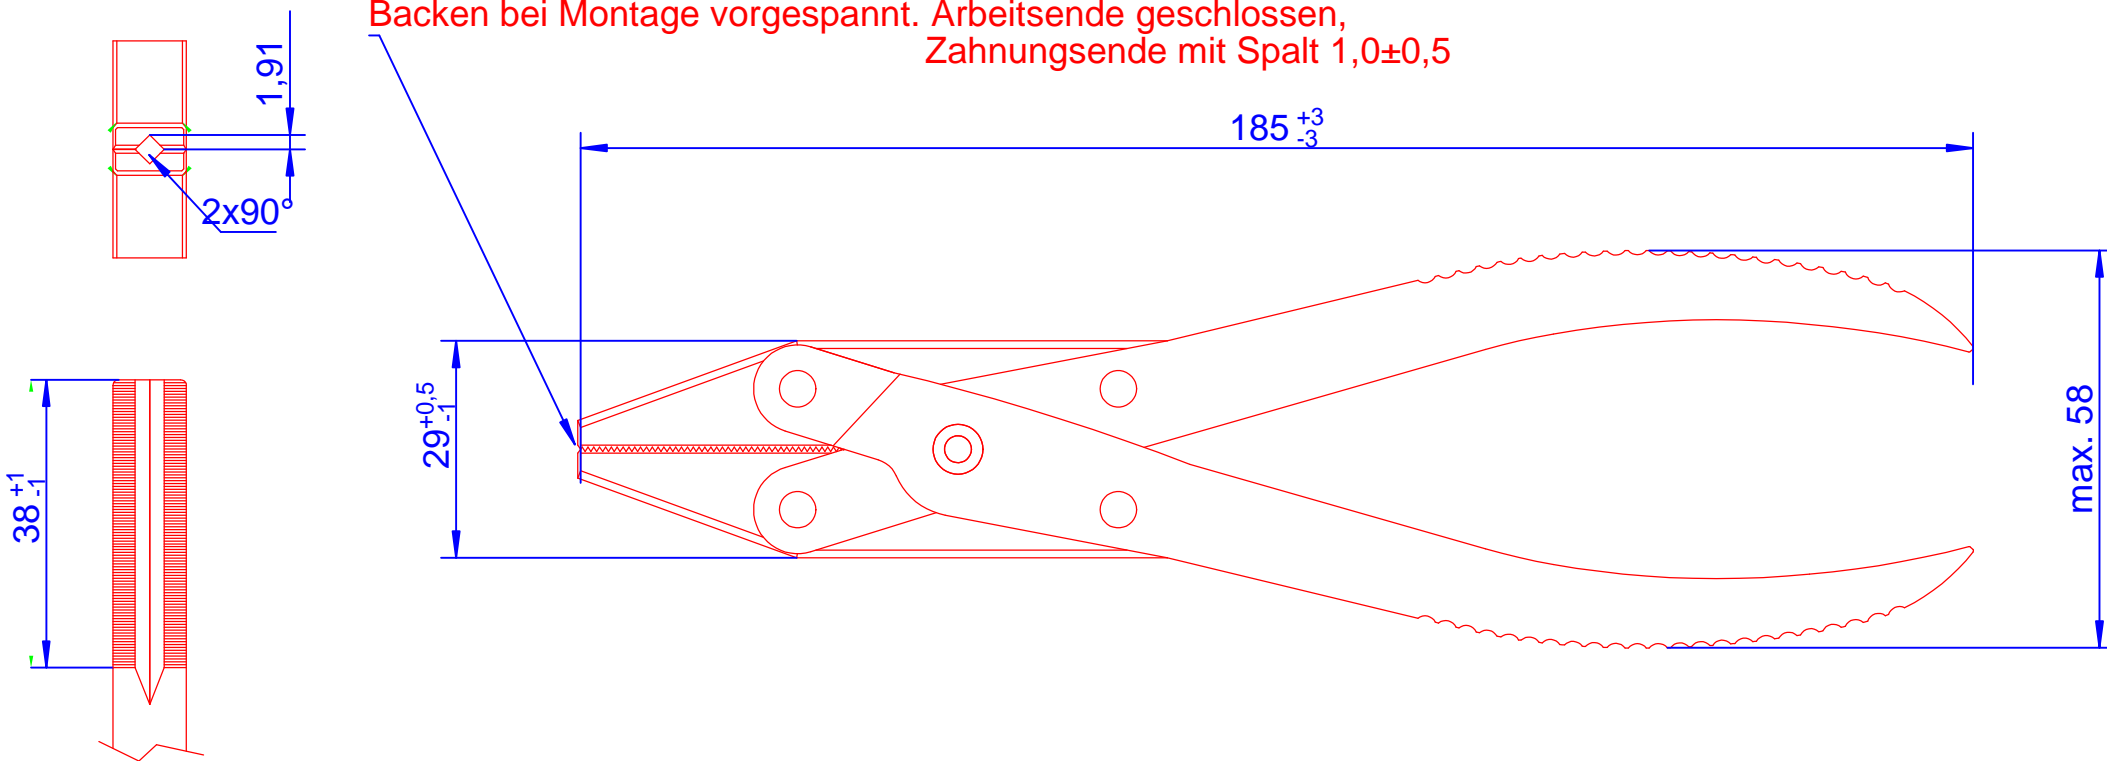 Backen bei Montage vorgespannt. Arbeitsende geschlossen,
Zahnungsende mit Spalt 1,0±0,5
1,91
2x90°
185 +3 -3
29 +0,5 -1
38 +1 -1
max. 58